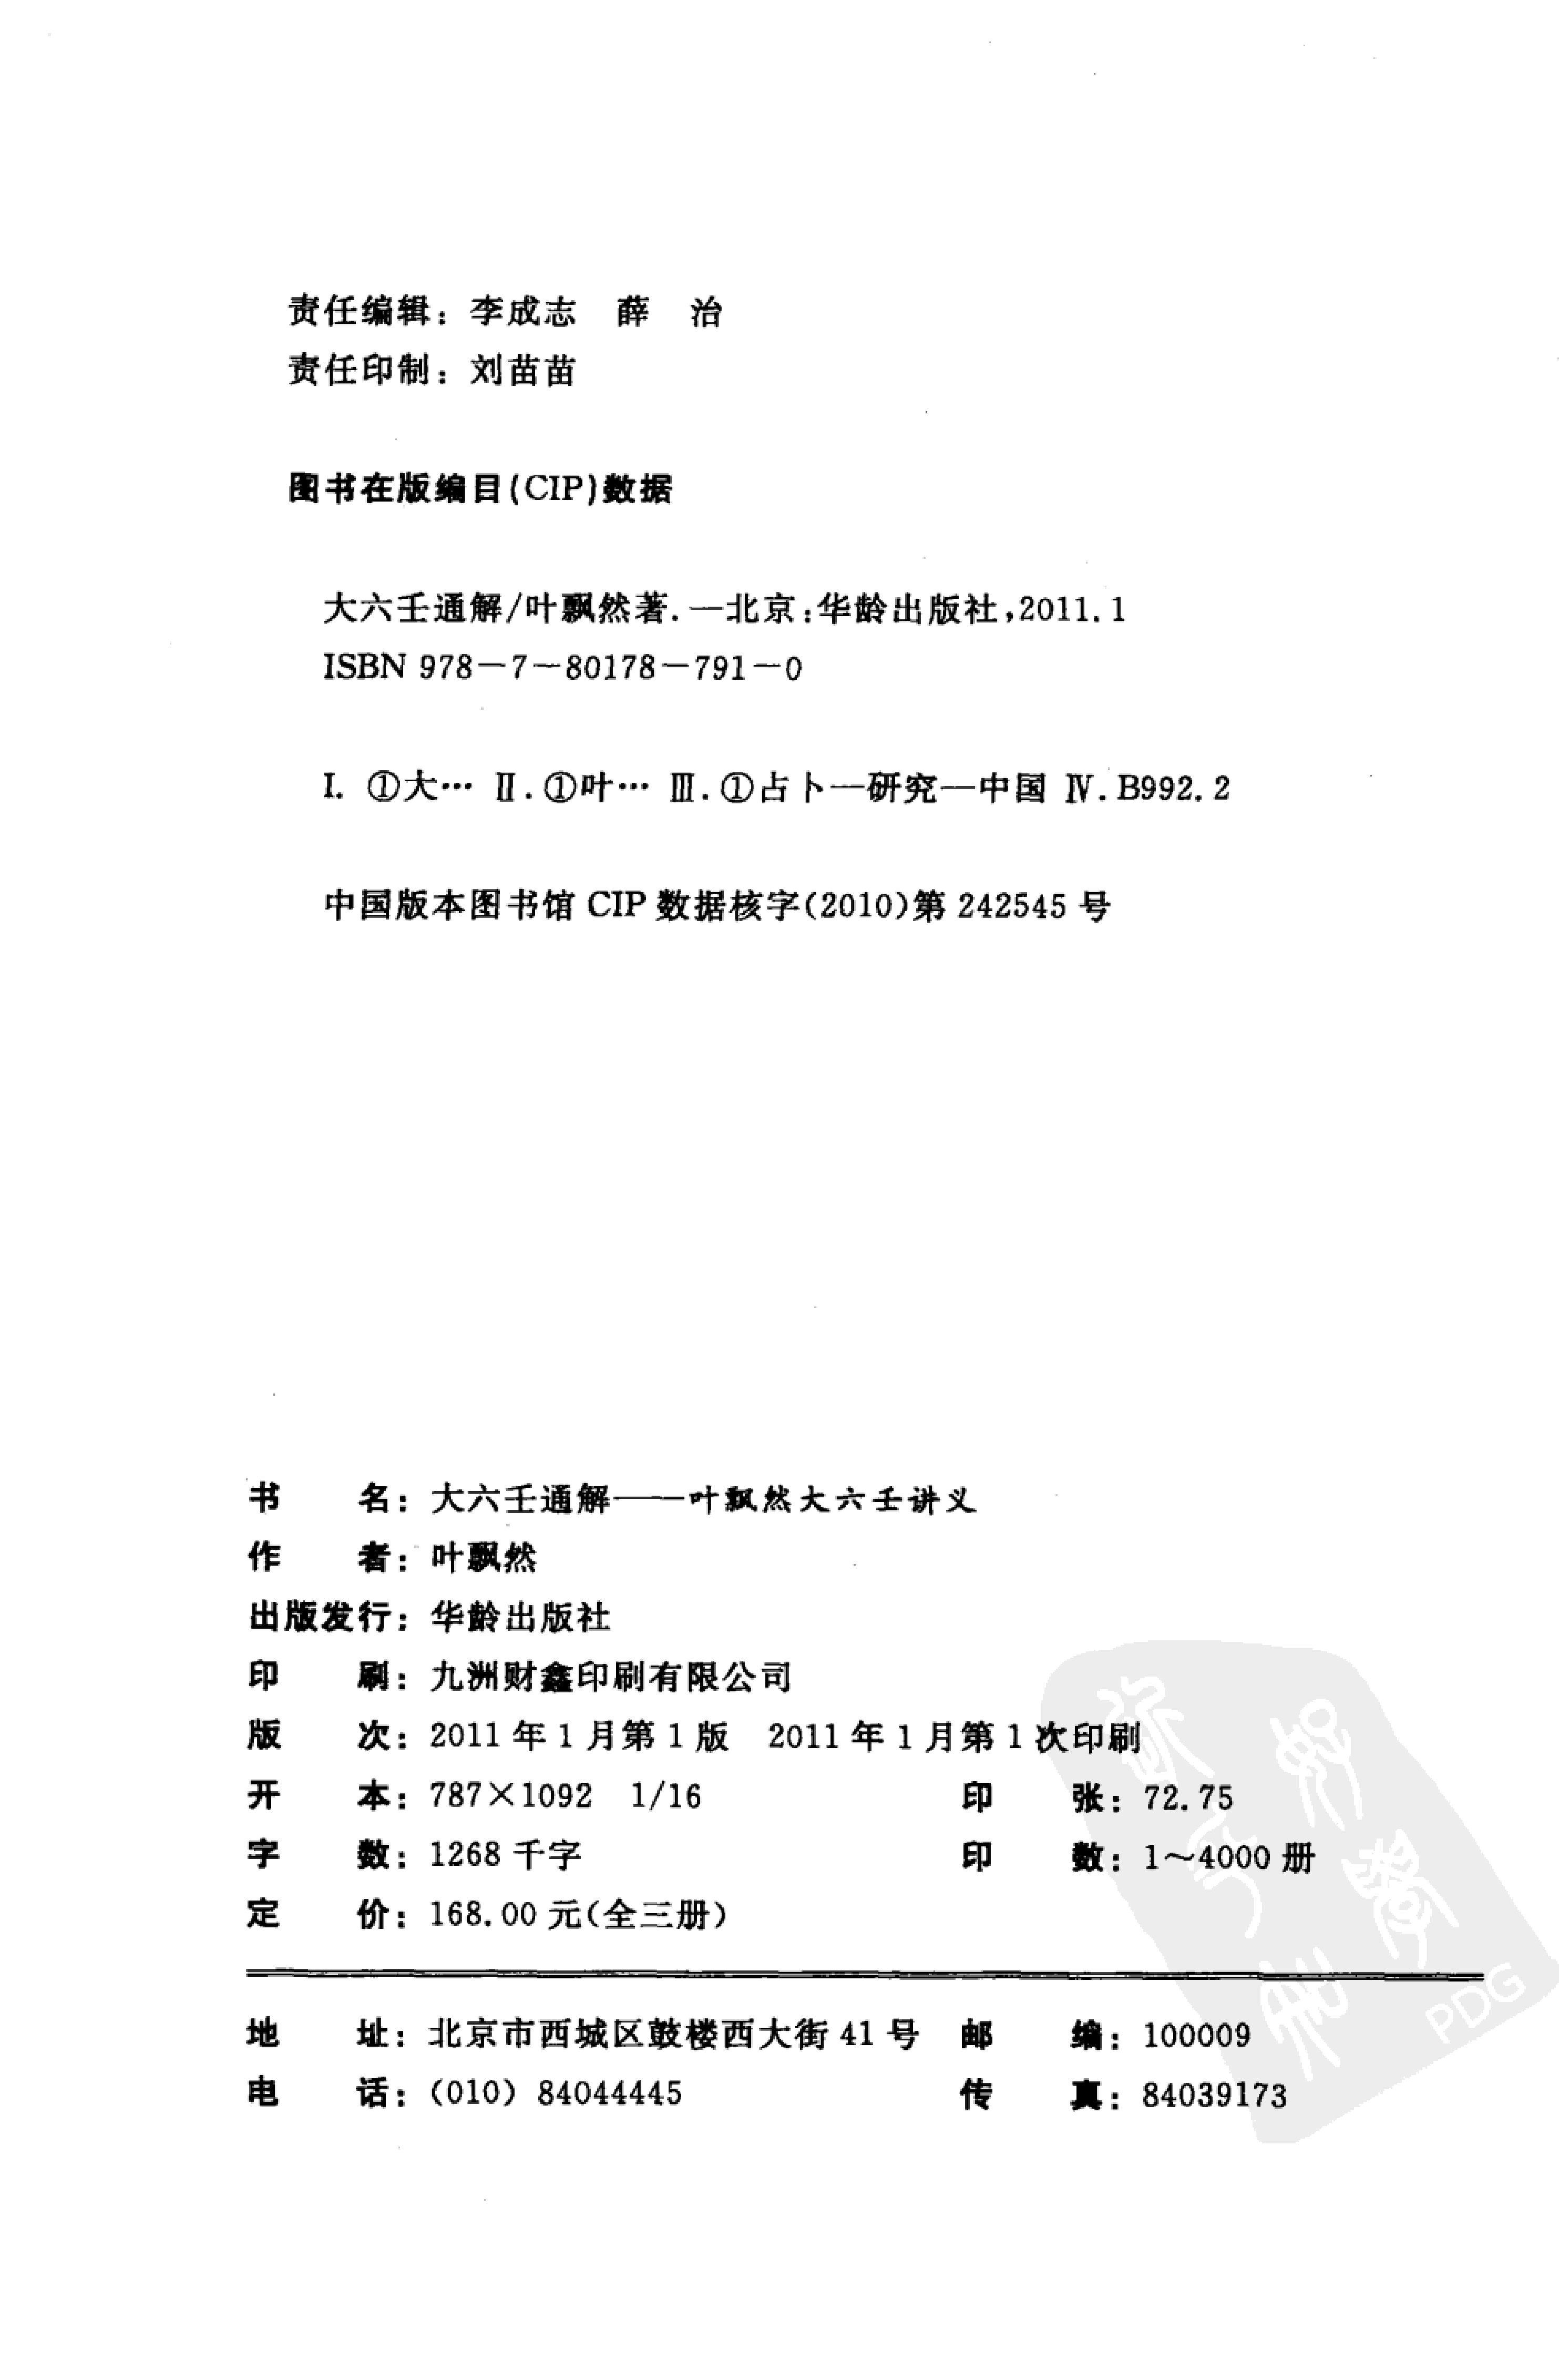 责任编辑：李成志　薛　治
责任印制：刘苗苗
图书在版编目(CIP)数据
大六壬通解/叶飘然著.—北京:华龄出版社,2011.1
ISBN 978－7－80178－791－0
Ⅰ. ①大… Ⅱ.①叶… Ⅲ.①占卜—研究—中国 Ⅳ.B992.2
中国版本图书馆 CIP 数据核字(2010)第 242545 号
书　　名：大六壬通解——叶飘然大六壬讲义
作　　者：叶飘然
出版发行：华龄出版社
印　　刷：九洲财鑫印刷有限公司
版　　次：2011 年 1 月第 1 版　2011 年 1 月第 1 次印刷
开　　本：787×1092　1/16　　印　　张：72.75
字　　数：1268 千字　　印　　数：1～4000 册
定　　价：168.00 元(全三册)
地　　址：北京市西城区鼓楼西大街 41 号　邮　　编：100009
电　　话：(010) 84044445　　传　　真：84039173
PDG